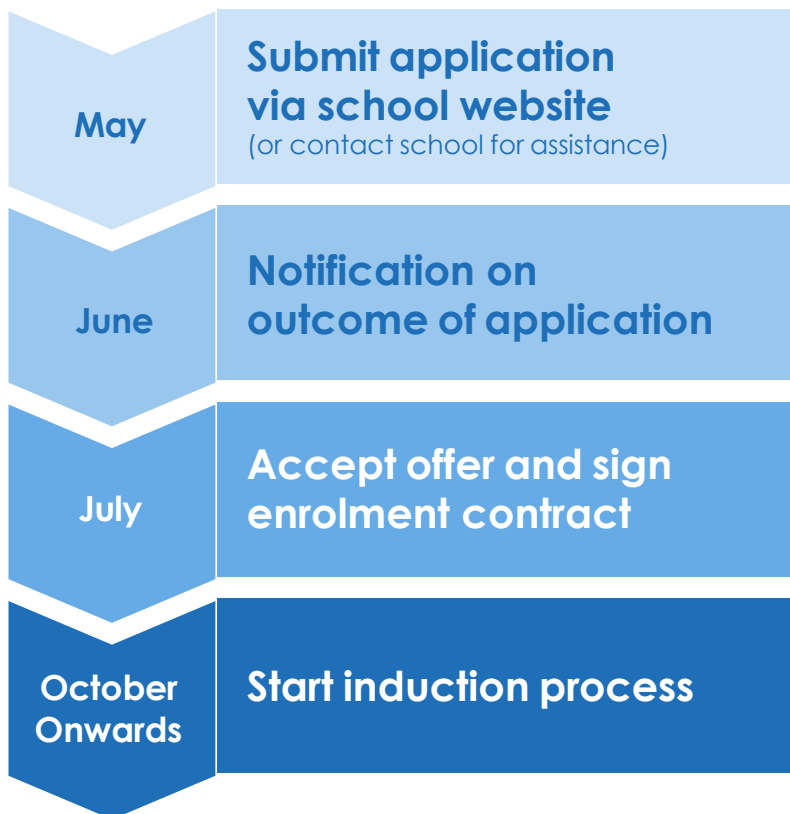 May
Submit application
via school website
(or contact school for assistance)
June
Notification on
outcome of application
July
Accept offer and sign
enrolment contract
October
Onwards
Start induction process